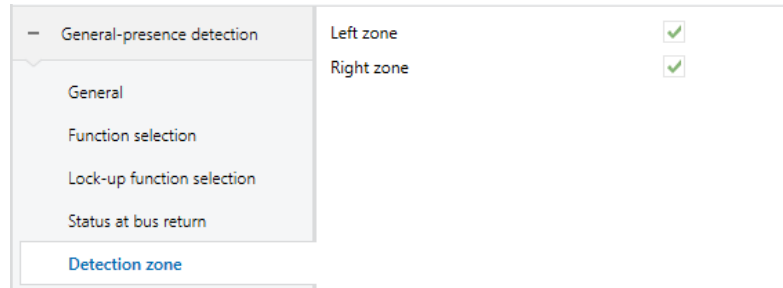 General-presence detection
General
Function selection
Lock-up function selection
Status at bus return
Detection zone
Left zone
Right zone